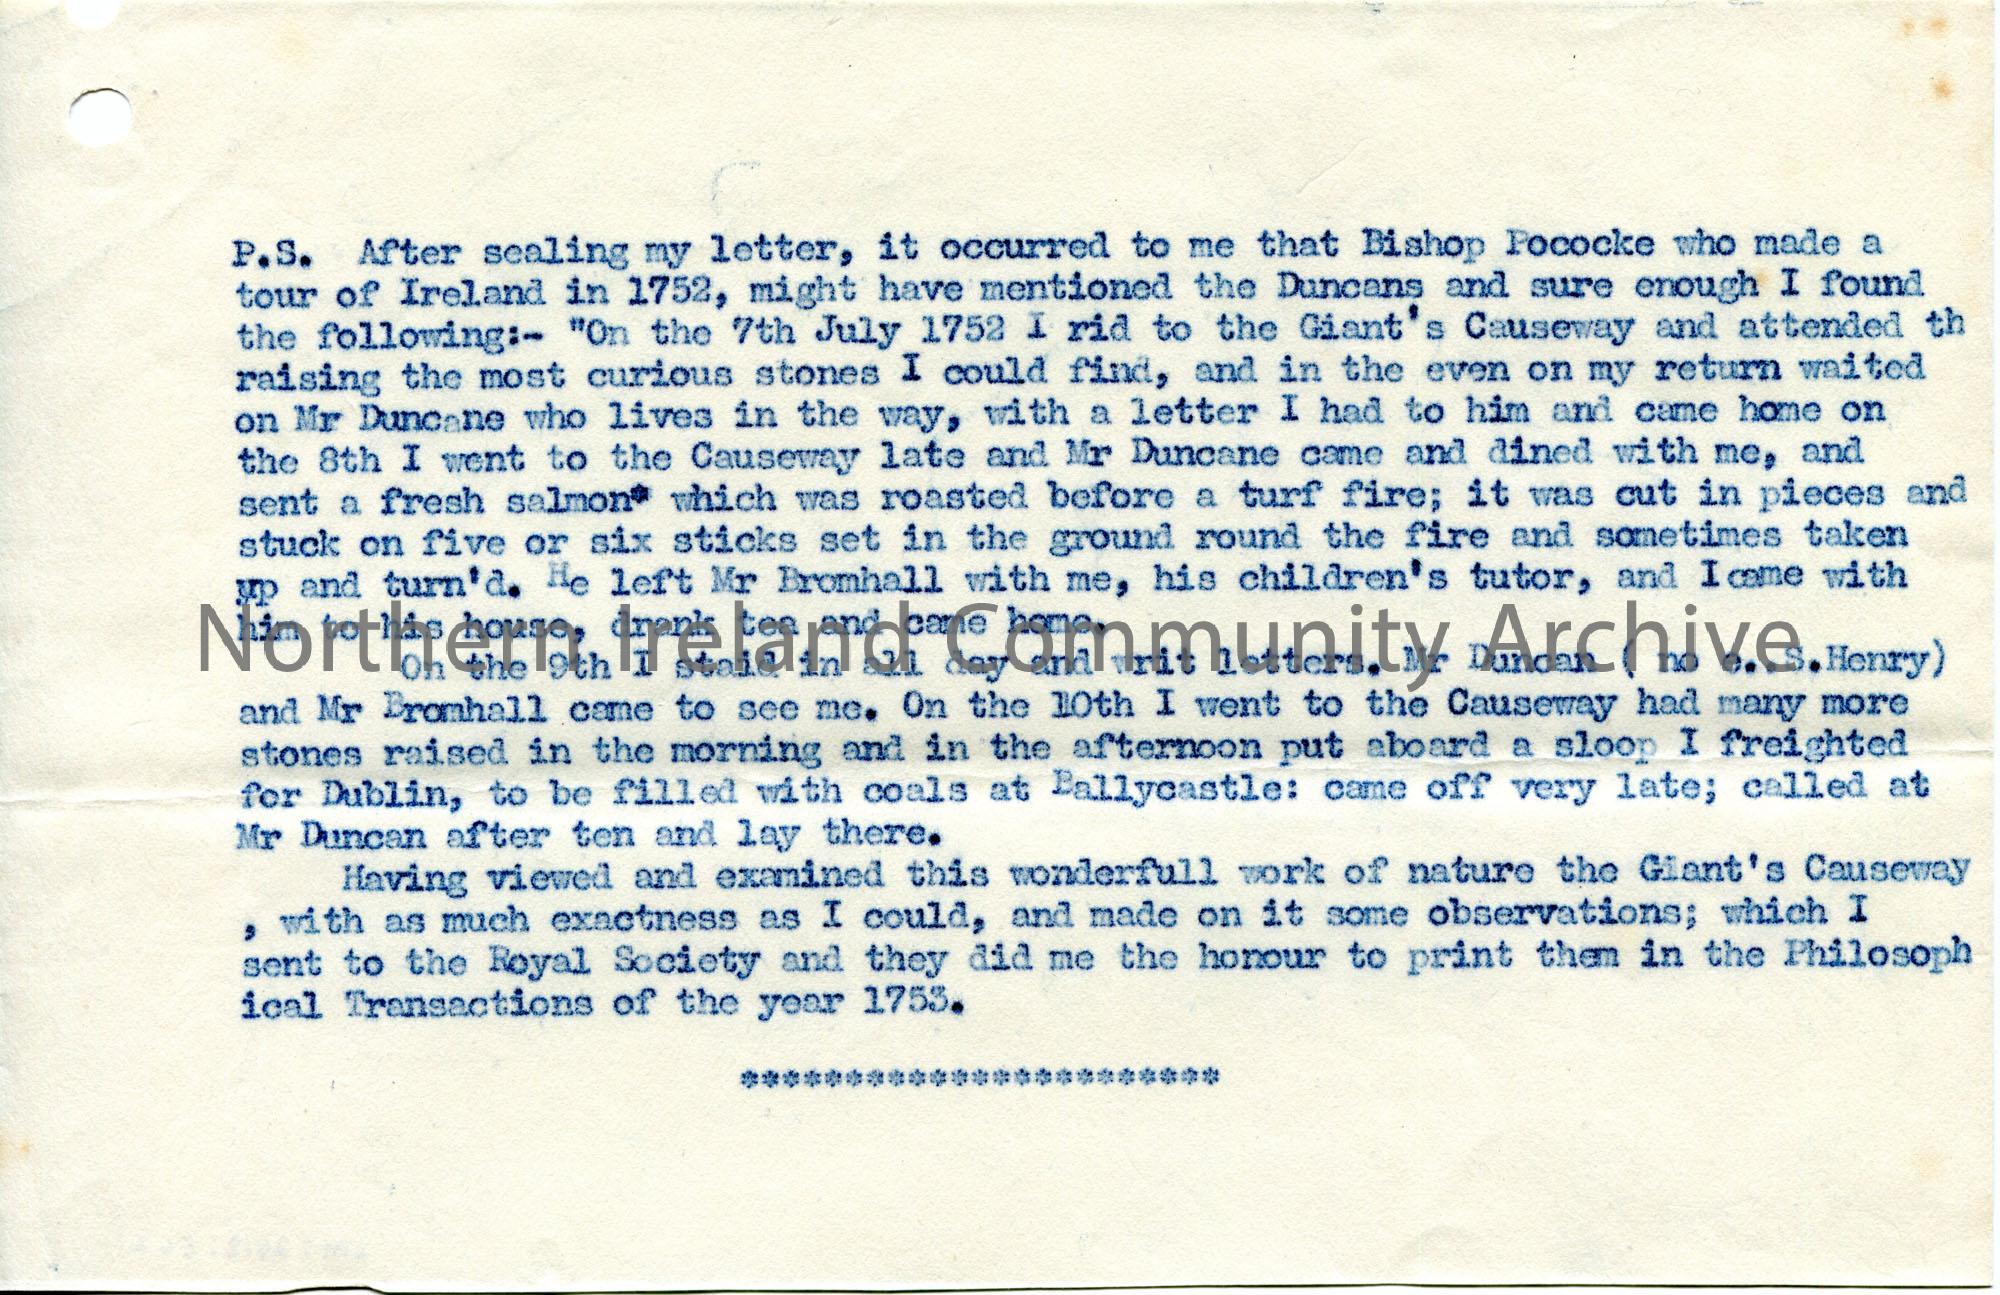 P.S. After sealing my letter, it occurred to me that Bishop Pococke who made a
tour of Ireland in 1752, might have mentioned the Duncans and sure enough I found
the following:- "On the 7th July 1752 I rid to the Giant's Causeway and attended th
raising the most curious stones I could find, and in the even on my return waited
on Mr Duncane who lives in the way, with a letter I had to him and came home on
the 8th I went to the Causeway late and Mr Duncane came and dined with me, and
sent a fresh salmon* which was roasted before a turf fire; it was cut in pieces and
stuck on five or six sticks set in the ground round the fire and sometimes taken
up and turn'd. He left Mr Bromhall with me, his children's tutor, and I came with
him to his house, drank tea and came home.
Northern Ireland Community Archive
On the 9th I staid in all day and writ letters. Mr Duncan ( no e..S.Henry)
and Mr Bromhall came to see me. On the 10th I went to the Causeway had many more
stones raised in the morning and in the afternoon put aboard a sloop I freighted
for Dublin, to be filled with coals at Ballycastle: came off very late; called at
Mr Duncan after ten and lay there.
Having viewed and examined this wonderfull work of nature the Giant's Causeway
, with as much exactness as I could, and made on it some observations; which I
sent to the Royal Society and they did me the honour to print them in the Philosoph
ical Transactions of the year 1753.
***********************